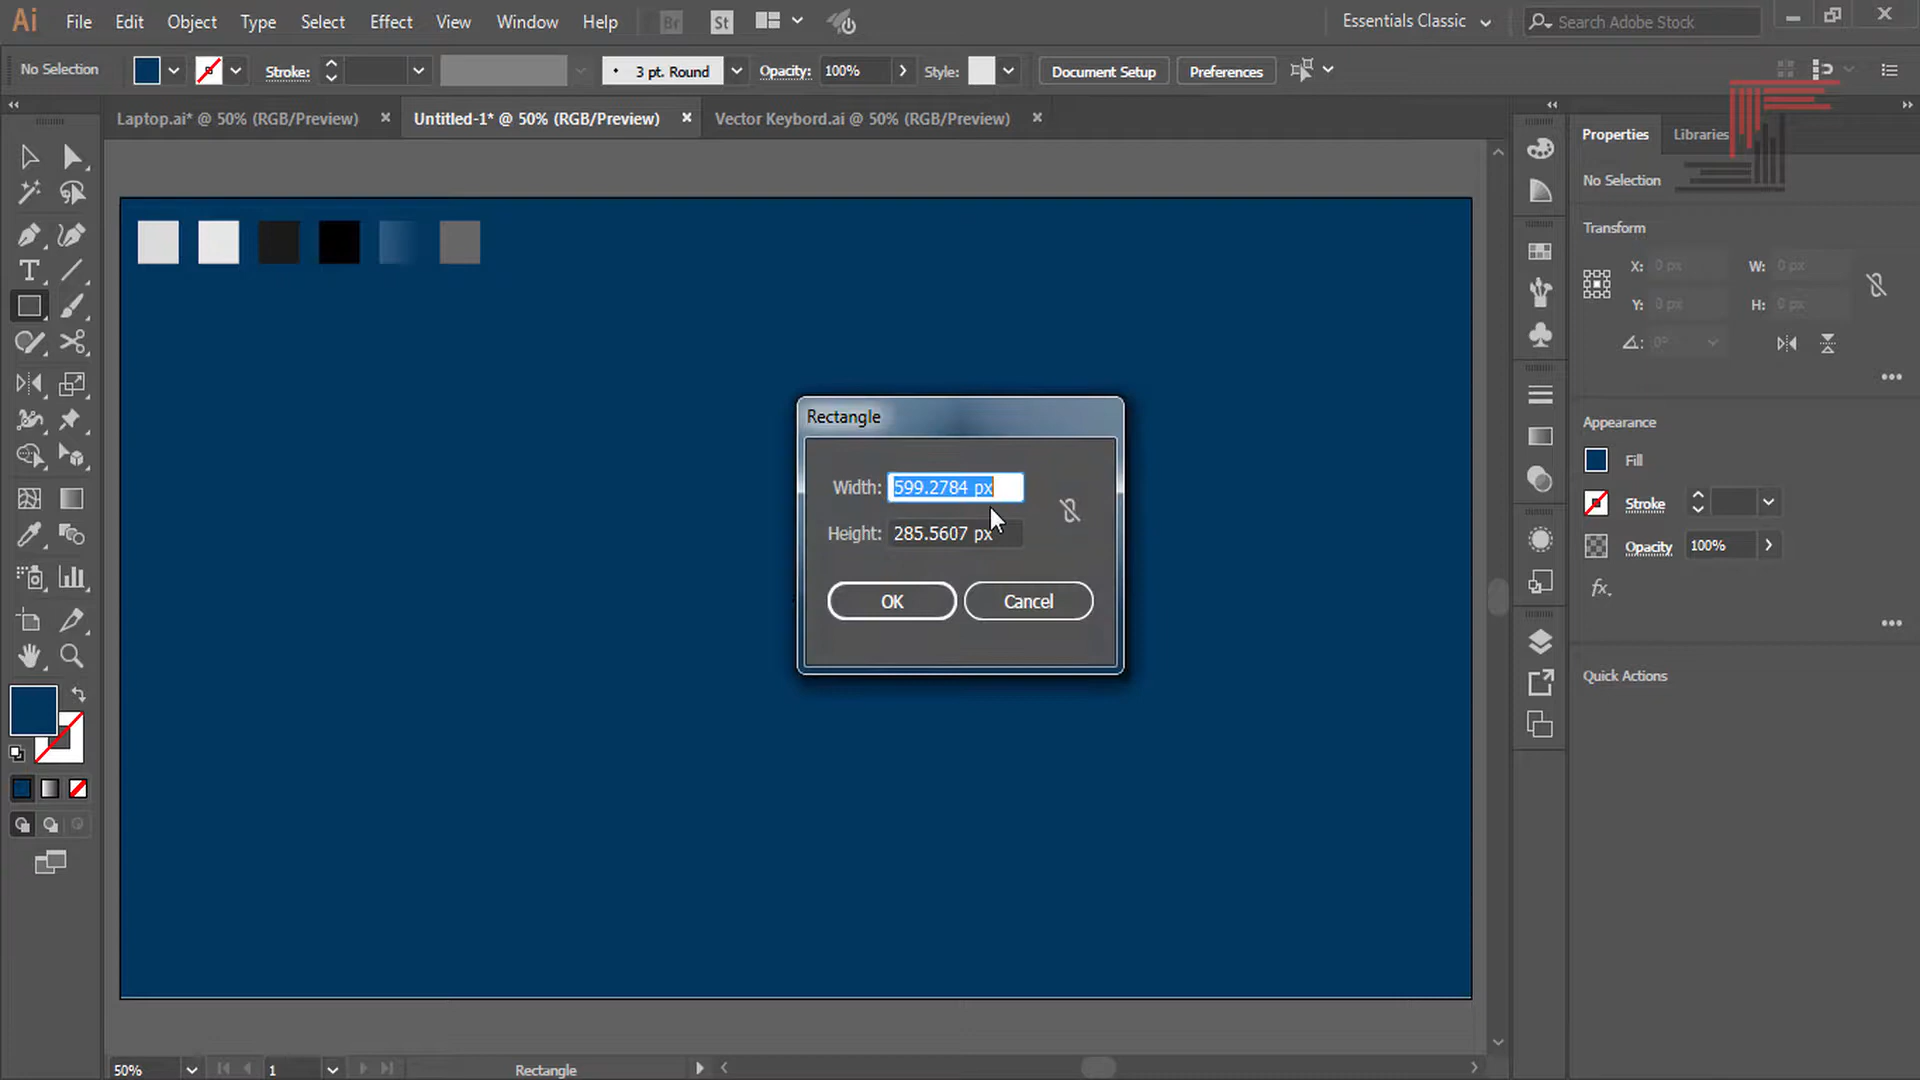 Ai File Edit Object Type Select Effect View Window Help Br St Essentials Classic Search Adobe Stock
No Selection Stroke: 3 pt. Round Opacity: 100% Style: Document Setup Preferences
Laptop.ai* @ 50% (RGB/Preview) Untitled-1* @ 50% (RGB/Preview) Vector Keybord.ai @ 50% (RGB/Preview)
Properties Libraries
No Selection
Transform
X: 0 px W: 0 px
Y: 0 px H: 0 px
0°
Rectangle
Width: 599.2784 px
Height: 285.5607 px
OK Cancel
Appearance
Fill
Stroke
Opacity 100%
fx.
Quick Actions
50% 1 Rectangle